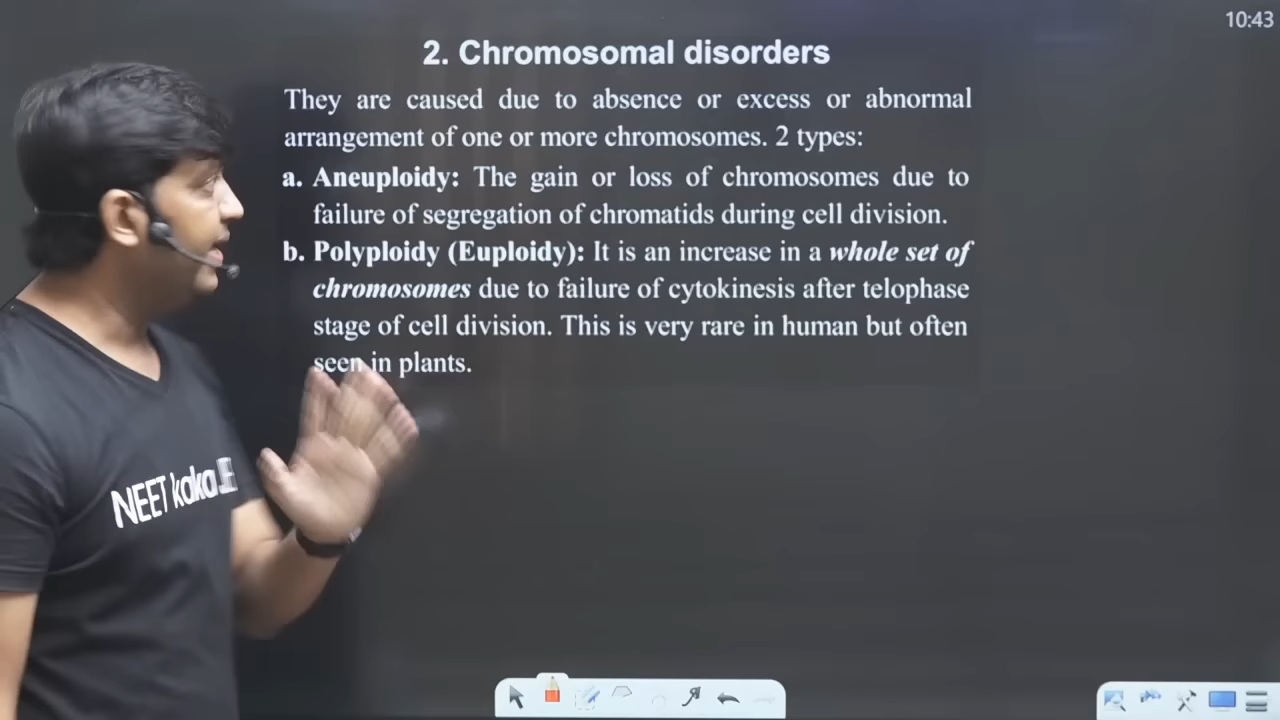 10:43
2. Chromosomal disorders
They are caused due to absence or excess or abnormal
arrangement of one or more chromosomes. 2 types:
a. Aneuploidy: The gain or loss of chromosomes due to
failure of segregation of chromatids during cell division.
b. Polyploidy (Euploidy): It is an increase in a whole set of
chromosomes due to failure of cytokinesis after telophase
stage of cell division. This is very rare in human but often
seen in plants.
NEET kaka JEE